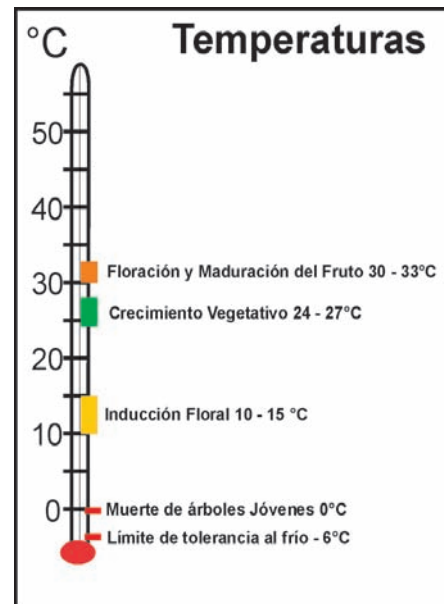 °C
Temperaturas
50
40
Floración y Maduración del Fruto 30 - 33°C
30
Crecimiento Vegetativo 24 - 27°C
20
Inducción Floral 10 - 15 °C
10
Muerte de árboles Jóvenes 0°C
0
Límite de tolerancia al frío - 6°C